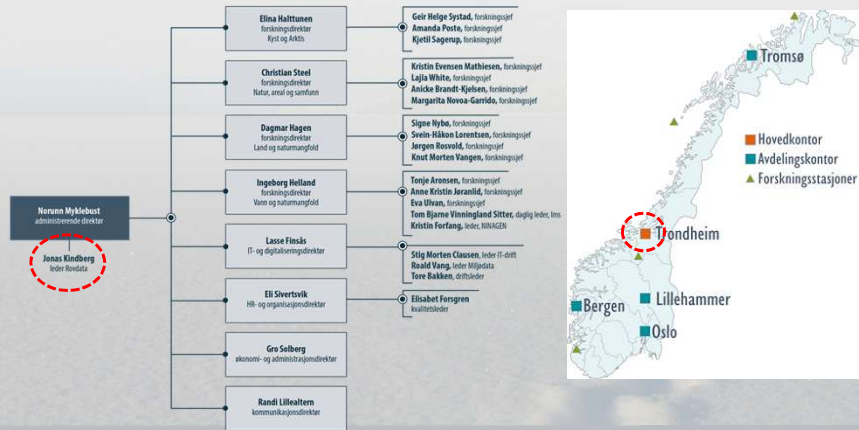 Norunn Myklebust
administrerende direktør
Jonas Kindberg
leder Rovdata
Elina Halttunen
forskningsdirektør
Kyst og Arktis
Geir Helge Systad, forskningssjef
Amanda Poste, forskningssjef
Kjetil Sagerup, forskningssjef
Christian Steel
forskningsdirektør
Natur, areal og samfunn
Kristin Evensen Mathiesen, forskningssjef
Lajla White, forskningssjef
Anicke Brandt-Kjelsen, forskningssjef
Margarita Novoa-Garrido, forskningssjef
Dagmar Hagen
forskningsdirektør
Land og naturmangfold
Signe Nybø, forskningssjef
Svein-Håkon Lorentsen, forskningssjef
Jørgen Rosvold, forskningssjef
Knut Morten Vangen, forskningssjef
Ingeborg Helland
forskningsdirektør
Vann og naturmangfold
Tonje Aronsen, forskningssjef
Anne Kristin Jøranlid, forskningssjef
Eva Ulvan, forskningssjef
Tom Bjarne Vinningland Sitter, daglig leder, Ims
Kristin Forfang, leder, NINAGEN
Lasse Finsås
IT- og digitaliseringsdirektør
Stig Morten Clausen, leder IT-drift
Roald Vang, leder Miljødata
Tore Bakken, driftsleder
Eli Sivertsvik
HR- og organisasjonsdirektør
Elisabet Forsgren
kvalitetsleder
Gro Solberg
økonomi- og administrasjonsdirektør
Randi Lillealtern
kommunikasjonsdirektør
Tromsø
Hovedkontor
Avdelingskontor
Forskningsstasjoner
Trondheim
Lillehammer
Bergen
Oslo